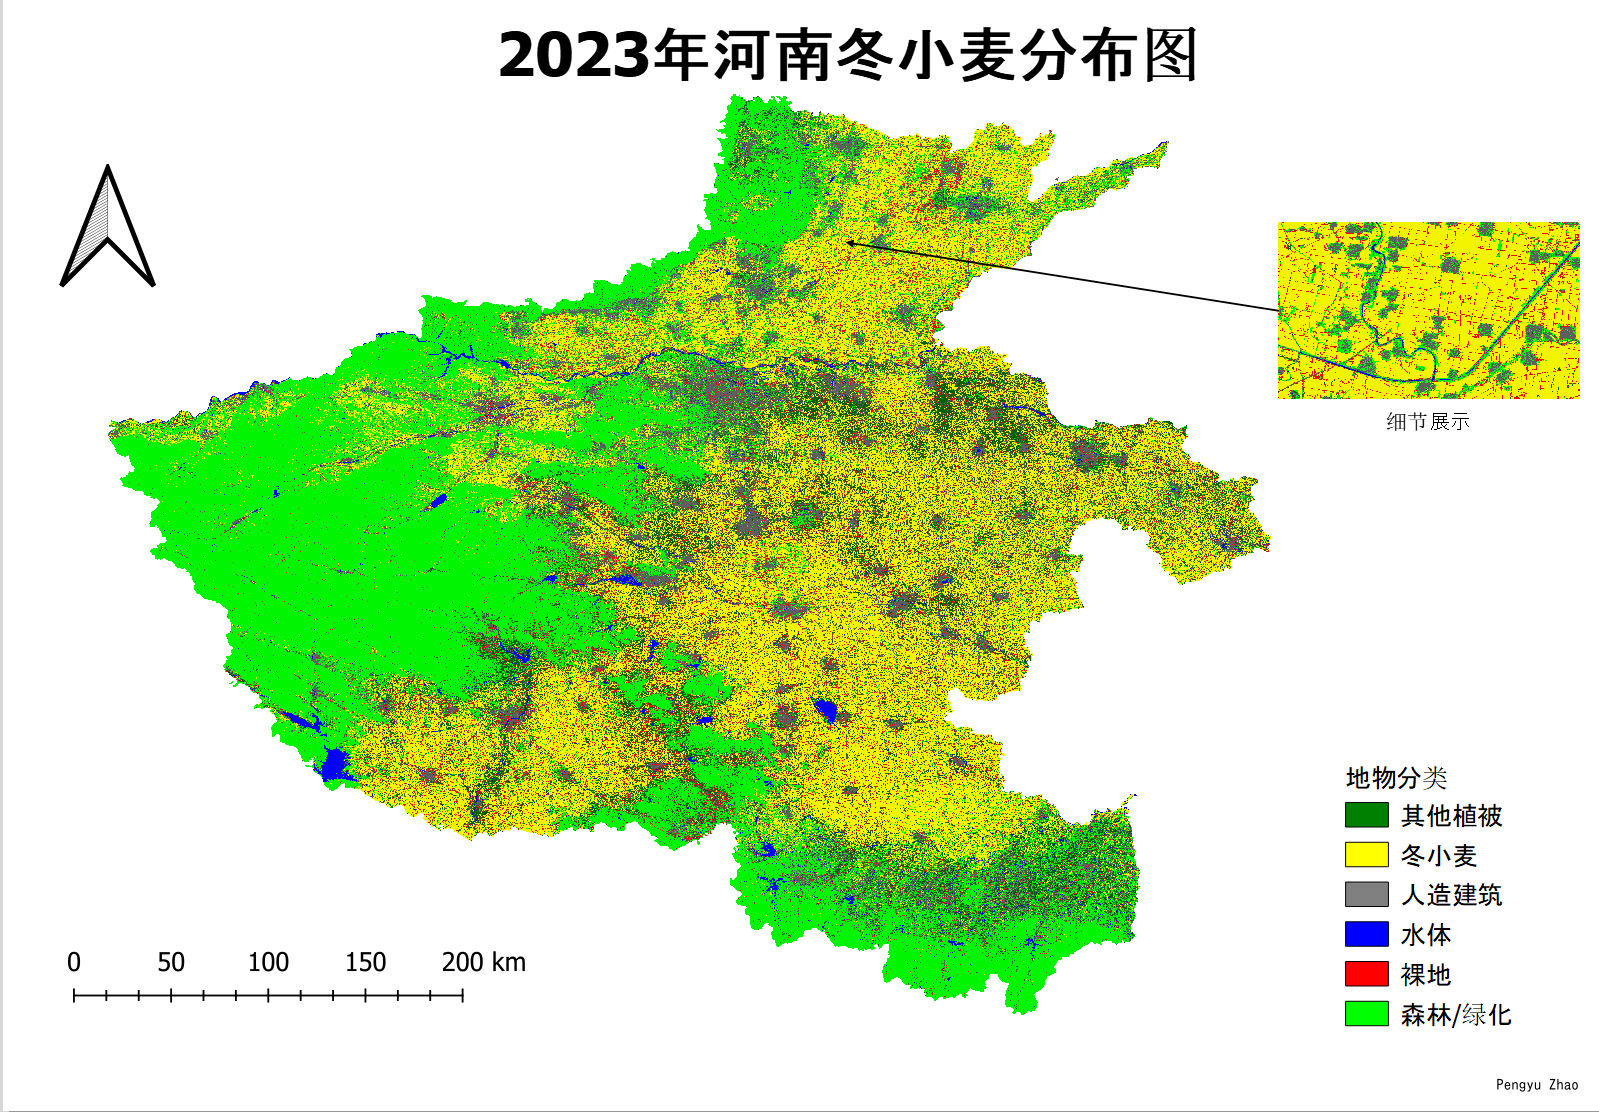 2023年河南冬小麦分布图
细节展示
地物分类
其他植被
冬小麦
人造建筑
水体
裸地
森林/绿化
0 50 100 150 200 km
Pengyu Zhao